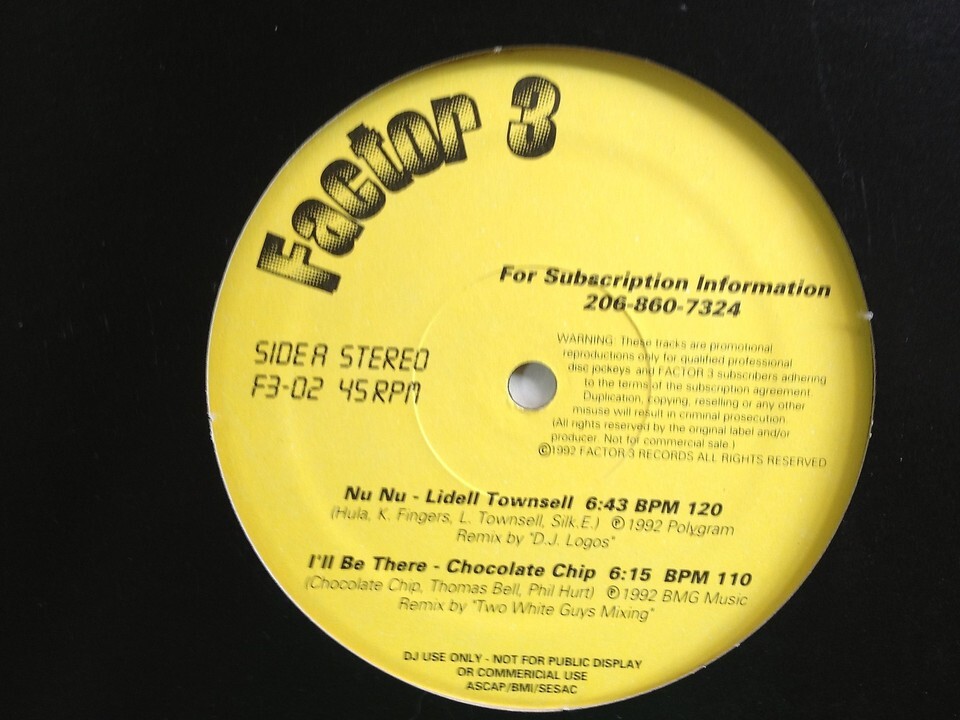 Factor 3
For Subscription Information
206-860-7324
SIDE A STEREO
F3-02 45RPM
WARNING: These tracks are promotional
reproductions only for qualified professional
disc jockeys and FACTOR 3 subscribers adhering
to the terms of the subscription agreement.
Duplication, copying, reselling or any other
misuse will result in criminal prosecution.
(All rights reserved by the original label and/or
producer. Not for commercial sale.)
©1992 FACTOR 3 RECORDS ALL RIGHTS RESERVED
Nu Nu - Lidell Townsell 6:43 BPM 120
(Hula, K. Fingers, L. Townsell, Silk.E.) ℗1992 Polygram
Remix by "D.J. Logos"
I'll Be There - Chocolate Chip 6:15 BPM 110
(Chocolate Chip, Thomas Bell, Phil Hurt) ℗1992 BMG Music
Remix by "Two White Guys Mixing"
DJ USE ONLY - NOT FOR PUBLIC DISPLAY
OR COMMERICIAL USE
ASCAP/BMI/SESAC